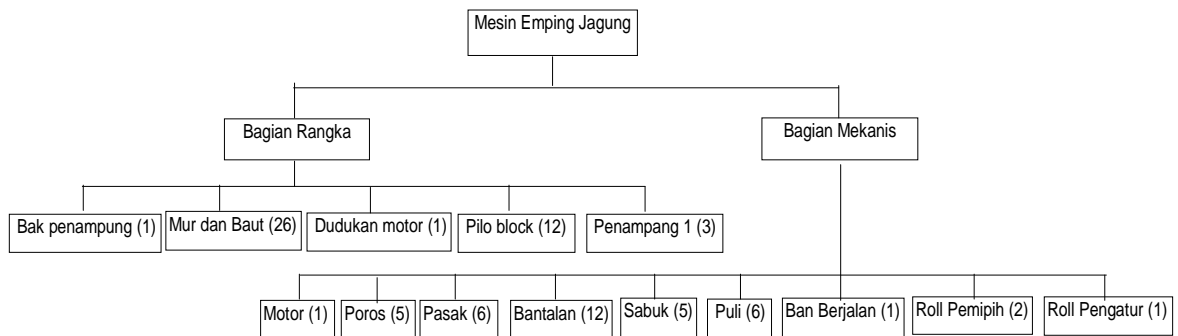 Mesin Emping Jagung
Bagian Rangka
Bagian Mekanis
Bak penampung (1)
Mur dan Baut (26)
Dudukan motor (1)
Pilo block (12)
Penampang 1 (3)
Motor (1)
Poros (5)
Pasak (6)
Bantalan (12)
Sabuk (5)
Puli (6)
Ban Berjalan (1)
Roll Pemipih (2)
Roll Pengatur (1)